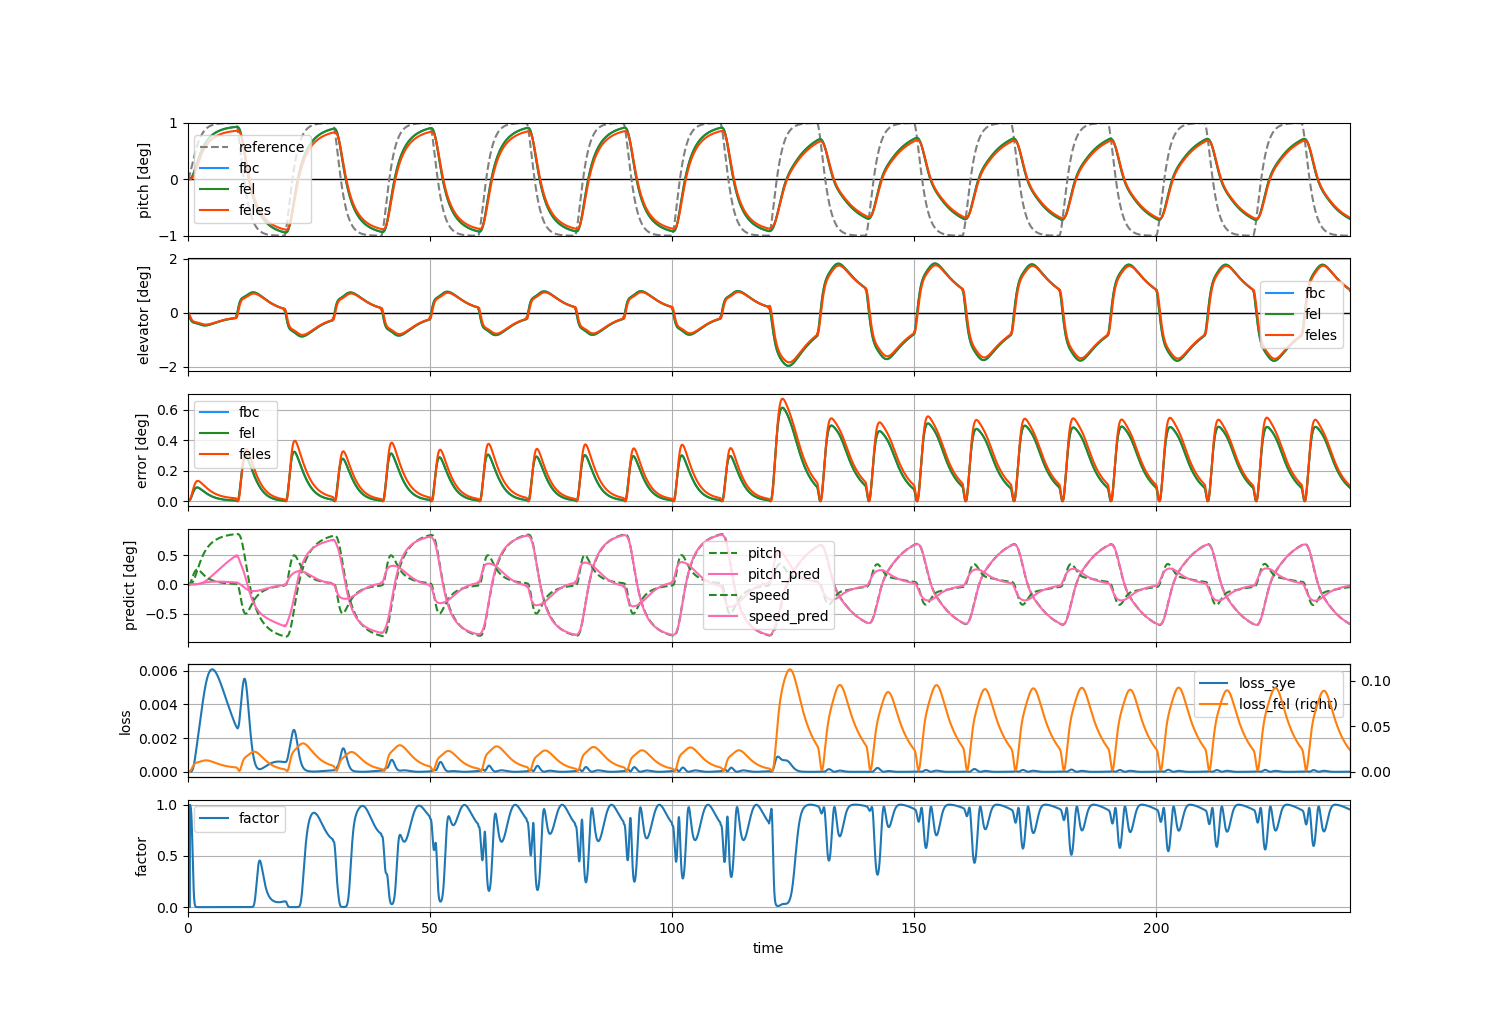 pitch [deg]
1
0
−1
reference
fbc
fel
feles
elevator [deg]
2
0
−2
fbc
fel
feles
error [deg]
0.6
0.4
0.2
0.0
fbc
fel
feles
predict [deg]
0.5
0.0
−0.5
pitch
pitch_pred
speed
speed_pred
loss
0.006
0.004
0.002
0.000
loss_sye
loss_fel (right)
0.10
0.05
0.00
factor
1.0
0.5
0.0
factor
0 50 100 150 200
time